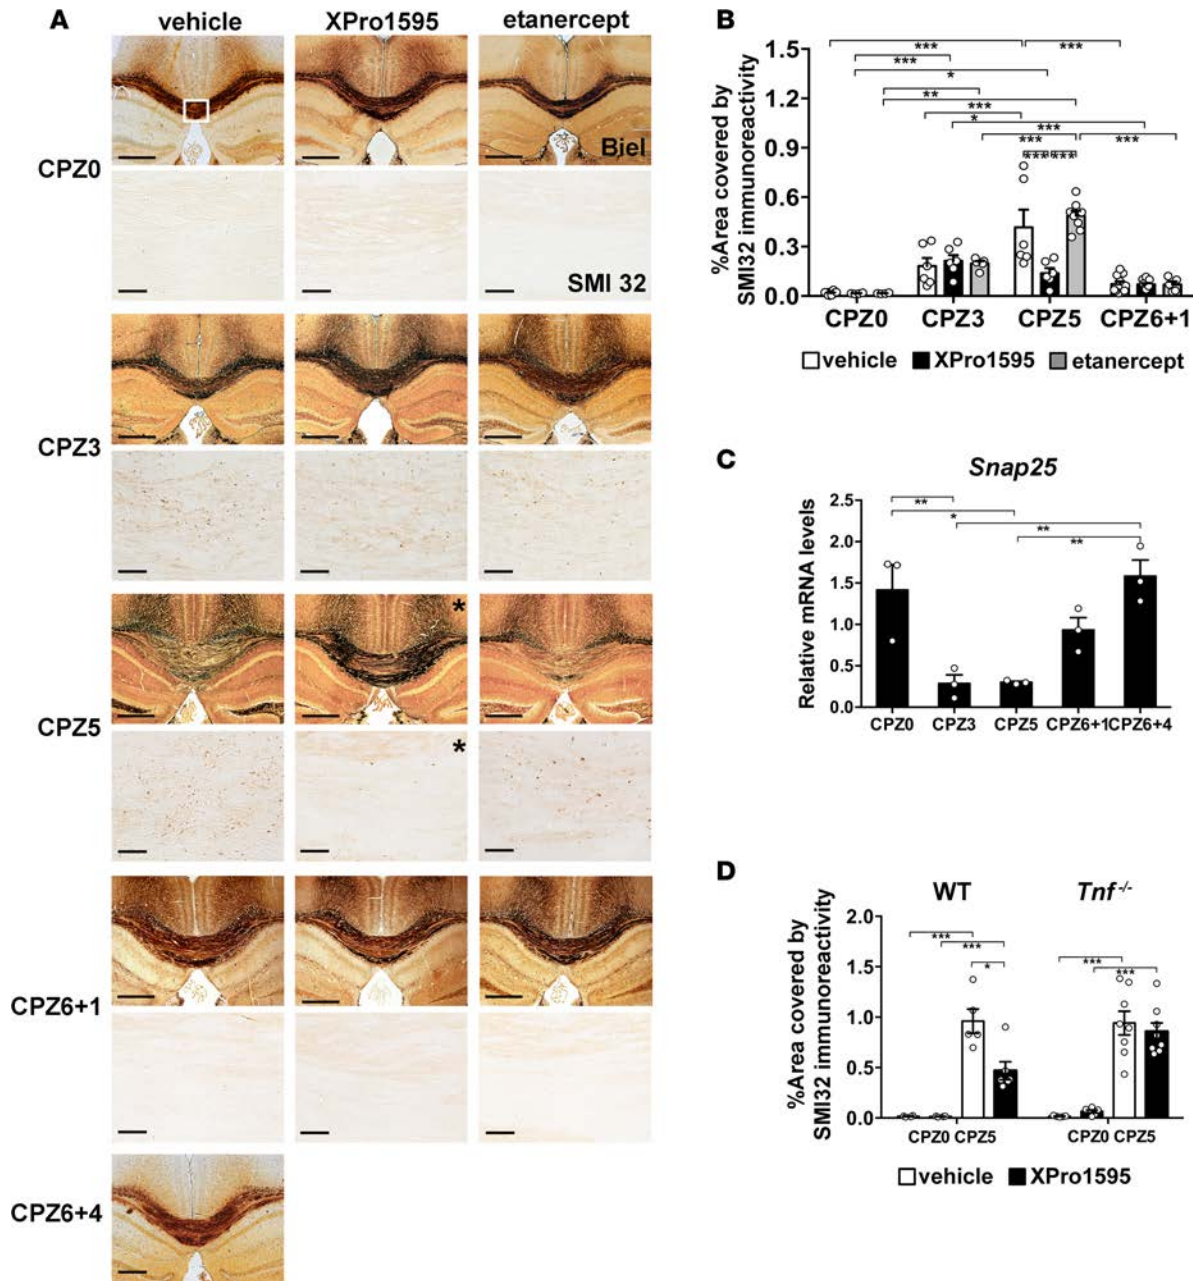 A
vehicle XPro1595 etanercept
CPZ0
Biel
SMI 32
CPZ3
CPZ5
*
*
CPZ6+1
CPZ6+4
B
%Area covered by
SMI32 immunoreactivity
1.5
1.2
0.9
0.6
0.3
0.0
*** ***
***
*
**
***
*
***
*** ***
*** ***
CPZ0 CPZ3 CPZ5 CPZ6+1
vehicle XPro1595 etanercept
C
Snap25
Relative mRNA levels
2.5
2.0
1.5
1.0
0.5
0.0
**
* **
**
CPZ0 CPZ3 CPZ5 CPZ6+1 CPZ6+4
D
WT Tnf -/-
%Area covered by
SMI32 immunoreactivity
2.0
1.5
1.0
0.5
0.0
*** ***
*
*** ***
CPZ0 CPZ5 CPZ0 CPZ5
vehicle XPro1595